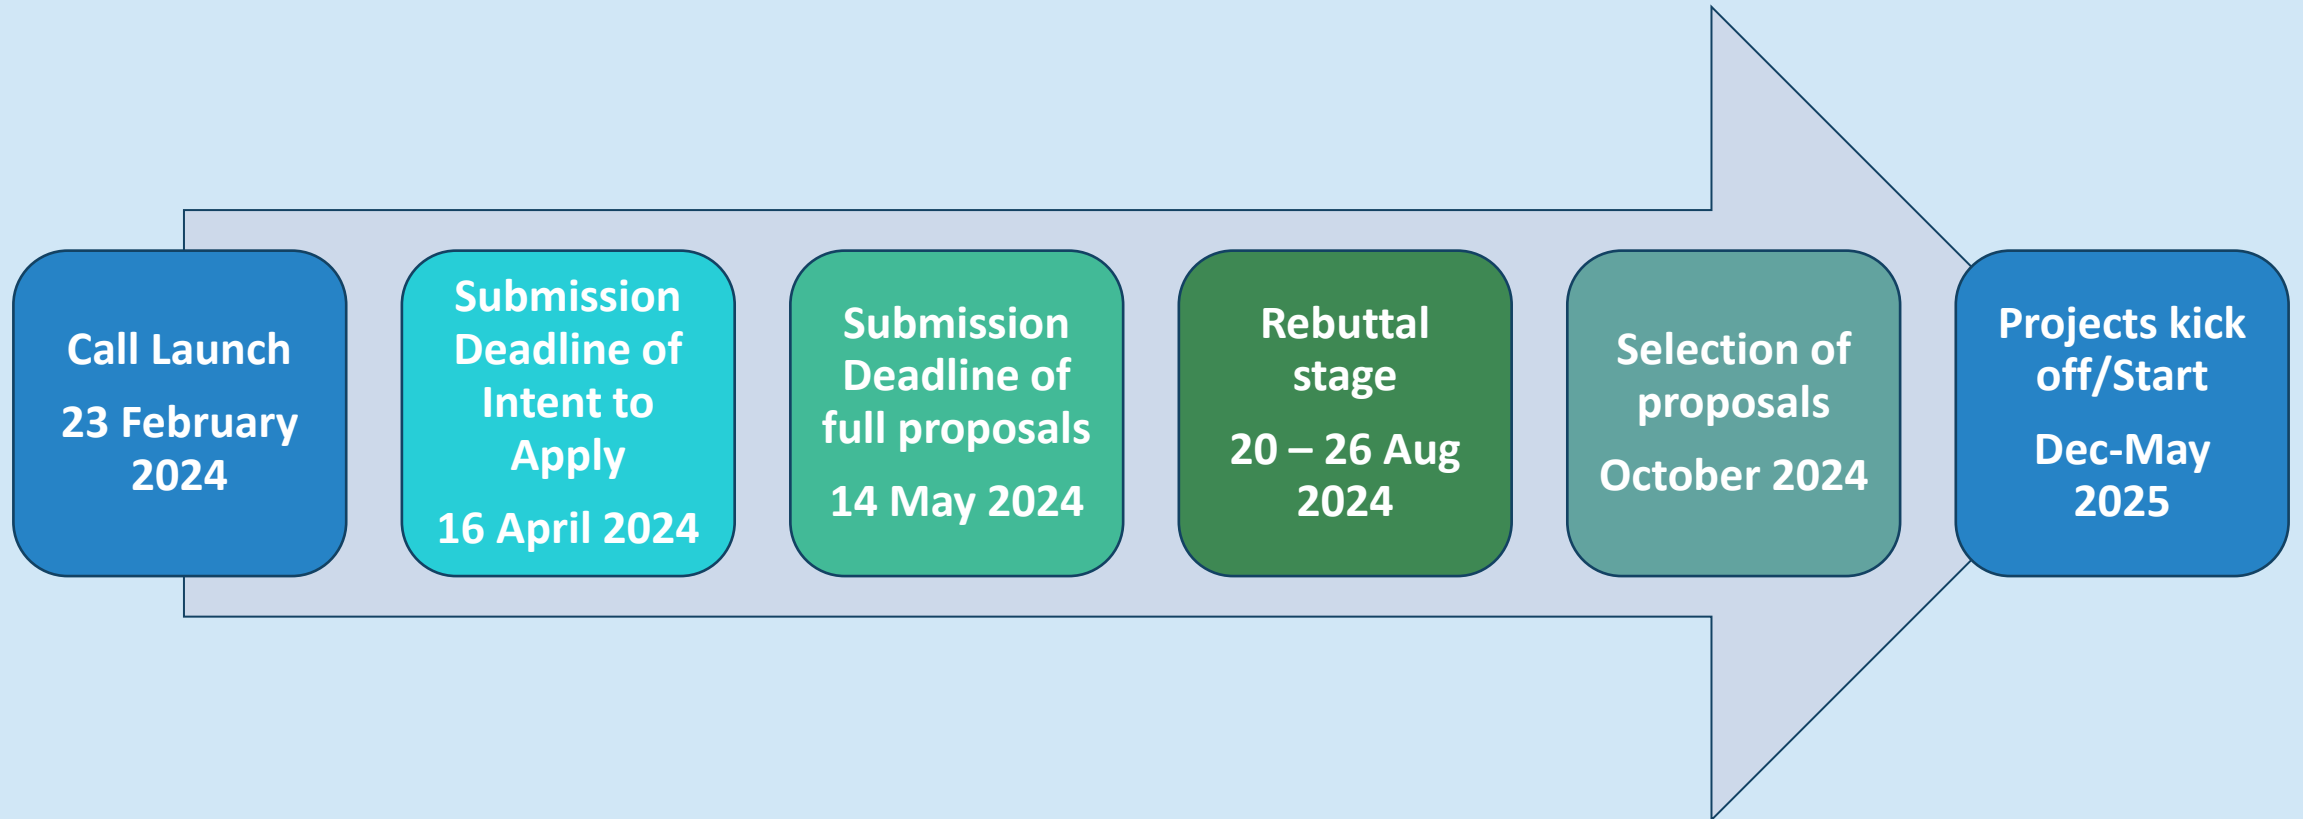 Call Launch
23 February
2024
Submission
Deadline of
Intent to
Apply
16 April 2024
Submission
Deadline of
full proposals
14 May 2024
Rebuttal
stage
20 – 26 Aug
2024
Selection of
proposals
October 2024
Projects kick
off/Start
Dec-May
2025